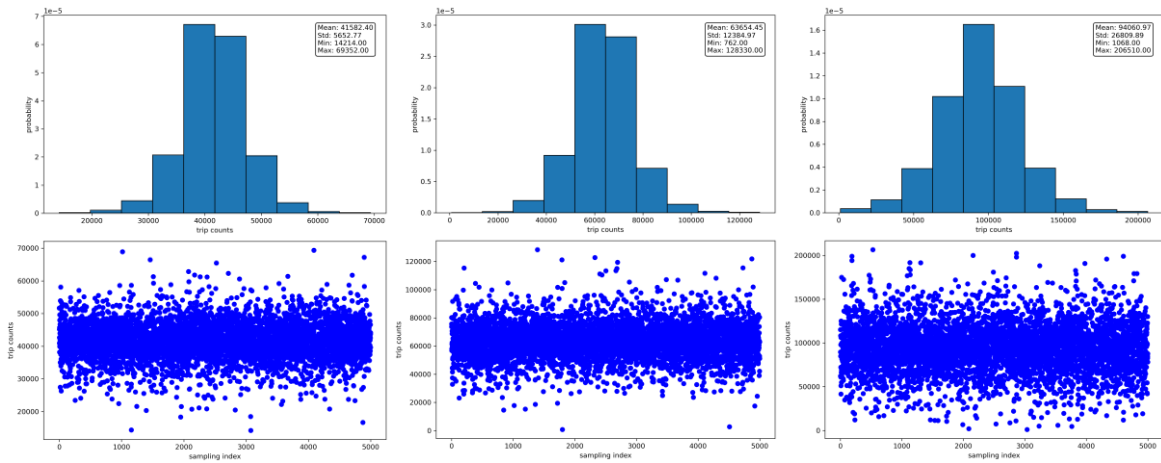 1e−5
Mean: 41582.40
Std: 5652.77
Min: 14214.00
Max: 69352.00
7
6
5
4
3
2
1
0
probability
20000 30000 40000 50000 60000 70000
trip counts
1e−5
Mean: 63654.45
Std: 12384.97
Min: 762.00
Max: 128330.00
3.0
2.5
2.0
1.5
1.0
0.5
0.0
probability
0 20000 40000 60000 80000 100000 120000
trip counts
1e−5
Mean: 94060.97
Std: 26809.89
Min: 1068.00
Max: 206510.00
1.6
1.4
1.2
1.0
0.8
0.6
0.4
0.2
0.0
probability
0 50000 100000 150000 200000
trip counts
70000
60000
50000
40000
30000
20000
trip counts
0 1000 2000 3000 4000 5000
sampling index
120000
100000
80000
60000
40000
20000
0
trip counts
0 1000 2000 3000 4000 5000
sampling index
200000
150000
100000
50000
0
trip counts
0 1000 2000 3000 4000 5000
sampling index